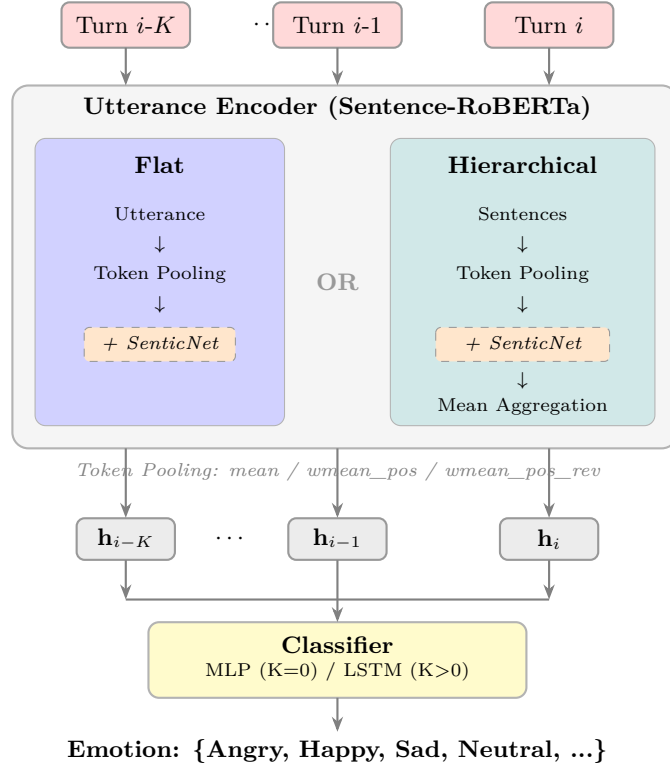 Turn i-K ·· Turn i-1 Turn i
Utterance Encoder (Sentence-RoBERTa)
Flat
Utterance
↓
Token Pooling
↓
+ SenticNet
OR
Hierarchical
Sentences
↓
Token Pooling
↓
+ SenticNet
↓
Mean Aggregation
Token Pooling: mean / wmean_pos / wmean_pos_rev
h_{i−K} ··· h_{i−1} h_i
Classifier
MLP (K=0) / LSTM (K>0)
Emotion: {Angry, Happy, Sad, Neutral, ...}